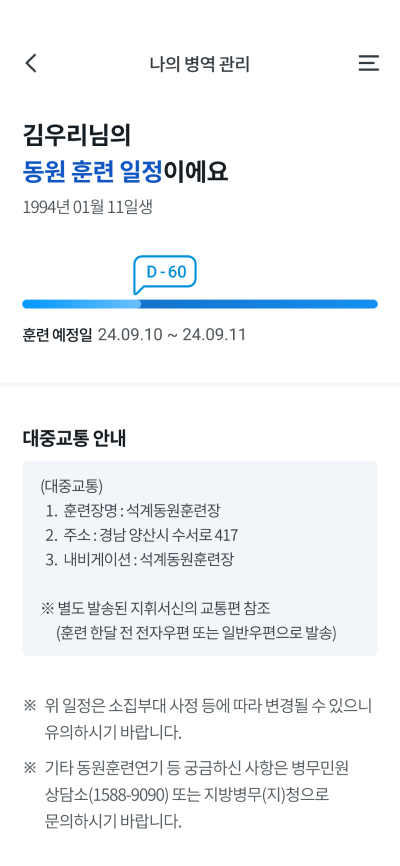 나의 병역 관리
김우리님의
동원 훈련 일정이에요
1994년 01월 11일생
D - 60
훈련 예정일 24.09.10 ~ 24.09.11
대중교통 안내
(대중교통)
1. 훈련장명 : 석계동원훈련장
2. 주소 : 경남 양산시 수서로 417
3. 내비게이션 : 석계동원훈련장
※ 별도 발송된 지휘서신의 교통편 참조
(훈련 한달 전 전자우편 또는 일반우편으로 발송)
※ 위 일정은 소집부대 사정 등에 따라 변경될 수 있으니
유의하시기 바랍니다.
※ 기타 동원훈련연기 등 궁금하신 사항은 병무민원
상담소(1588-9090) 또는 지방병무(지)청으로
문의하시기 바랍니다.